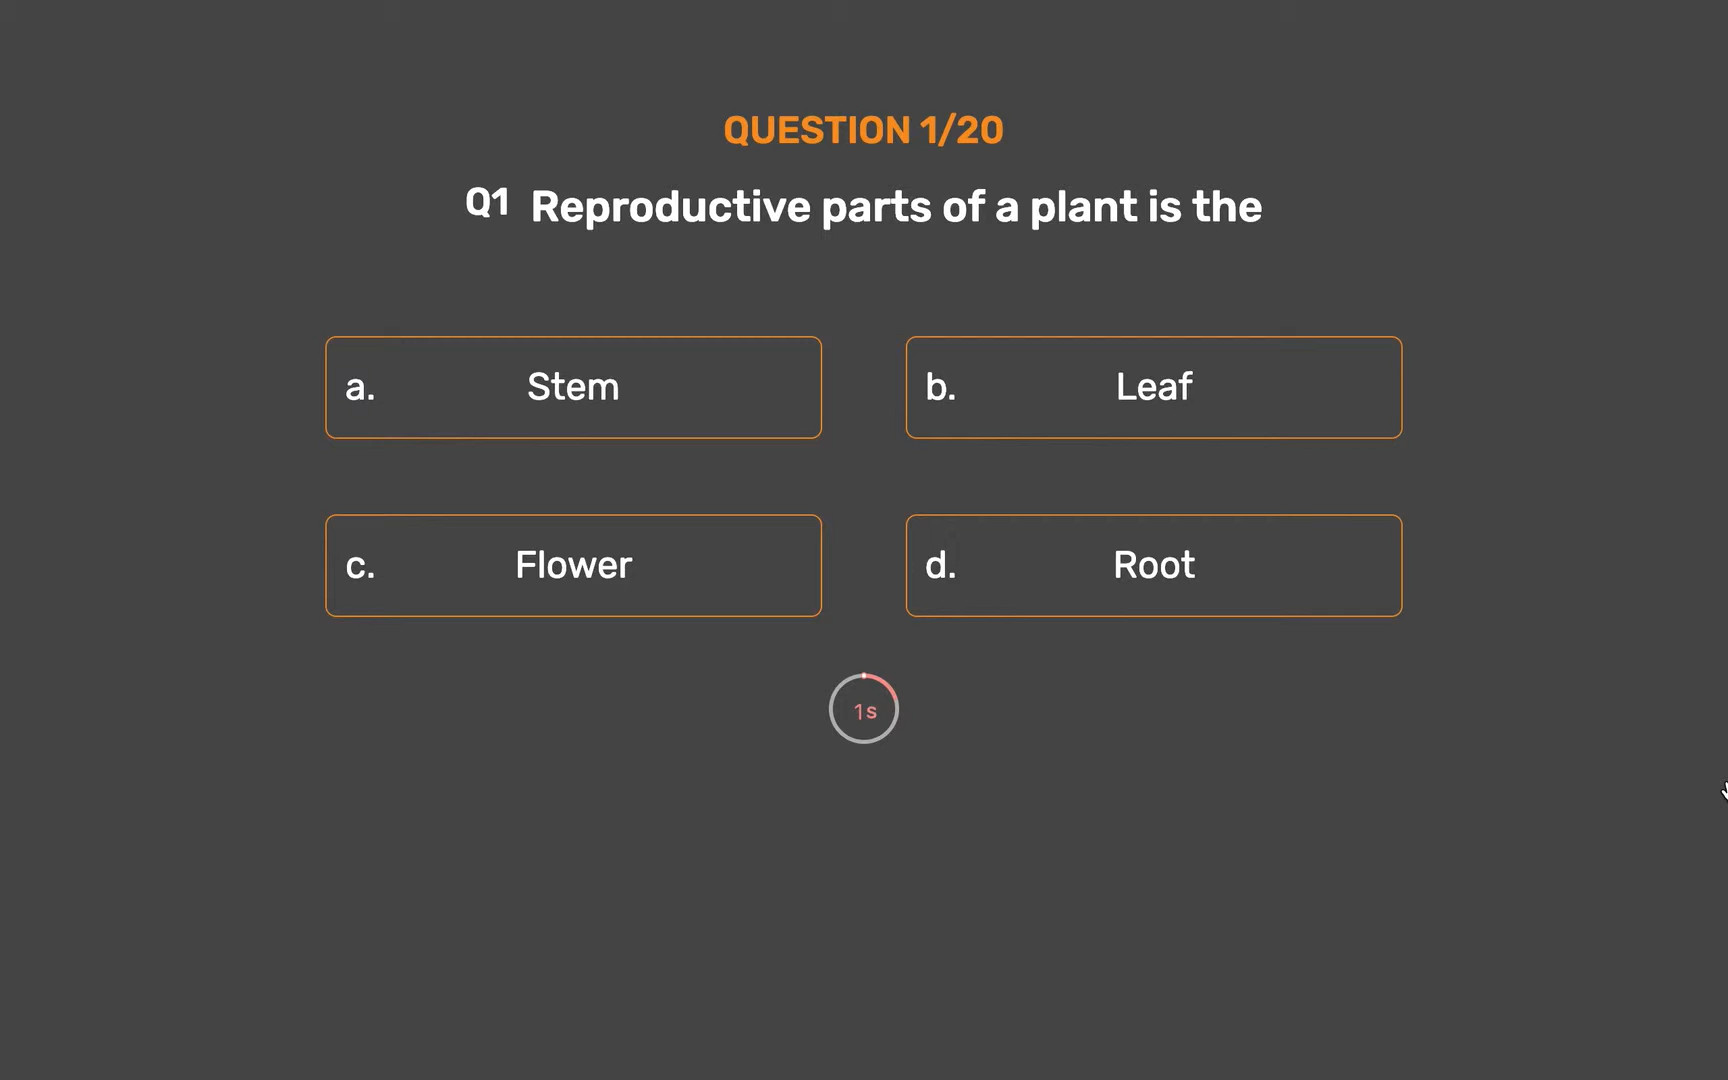 QUESTION 1/20
Q1 Reproductive parts of a plant is the
a. Stem
b. Leaf
c. Flower
d. Root
1s